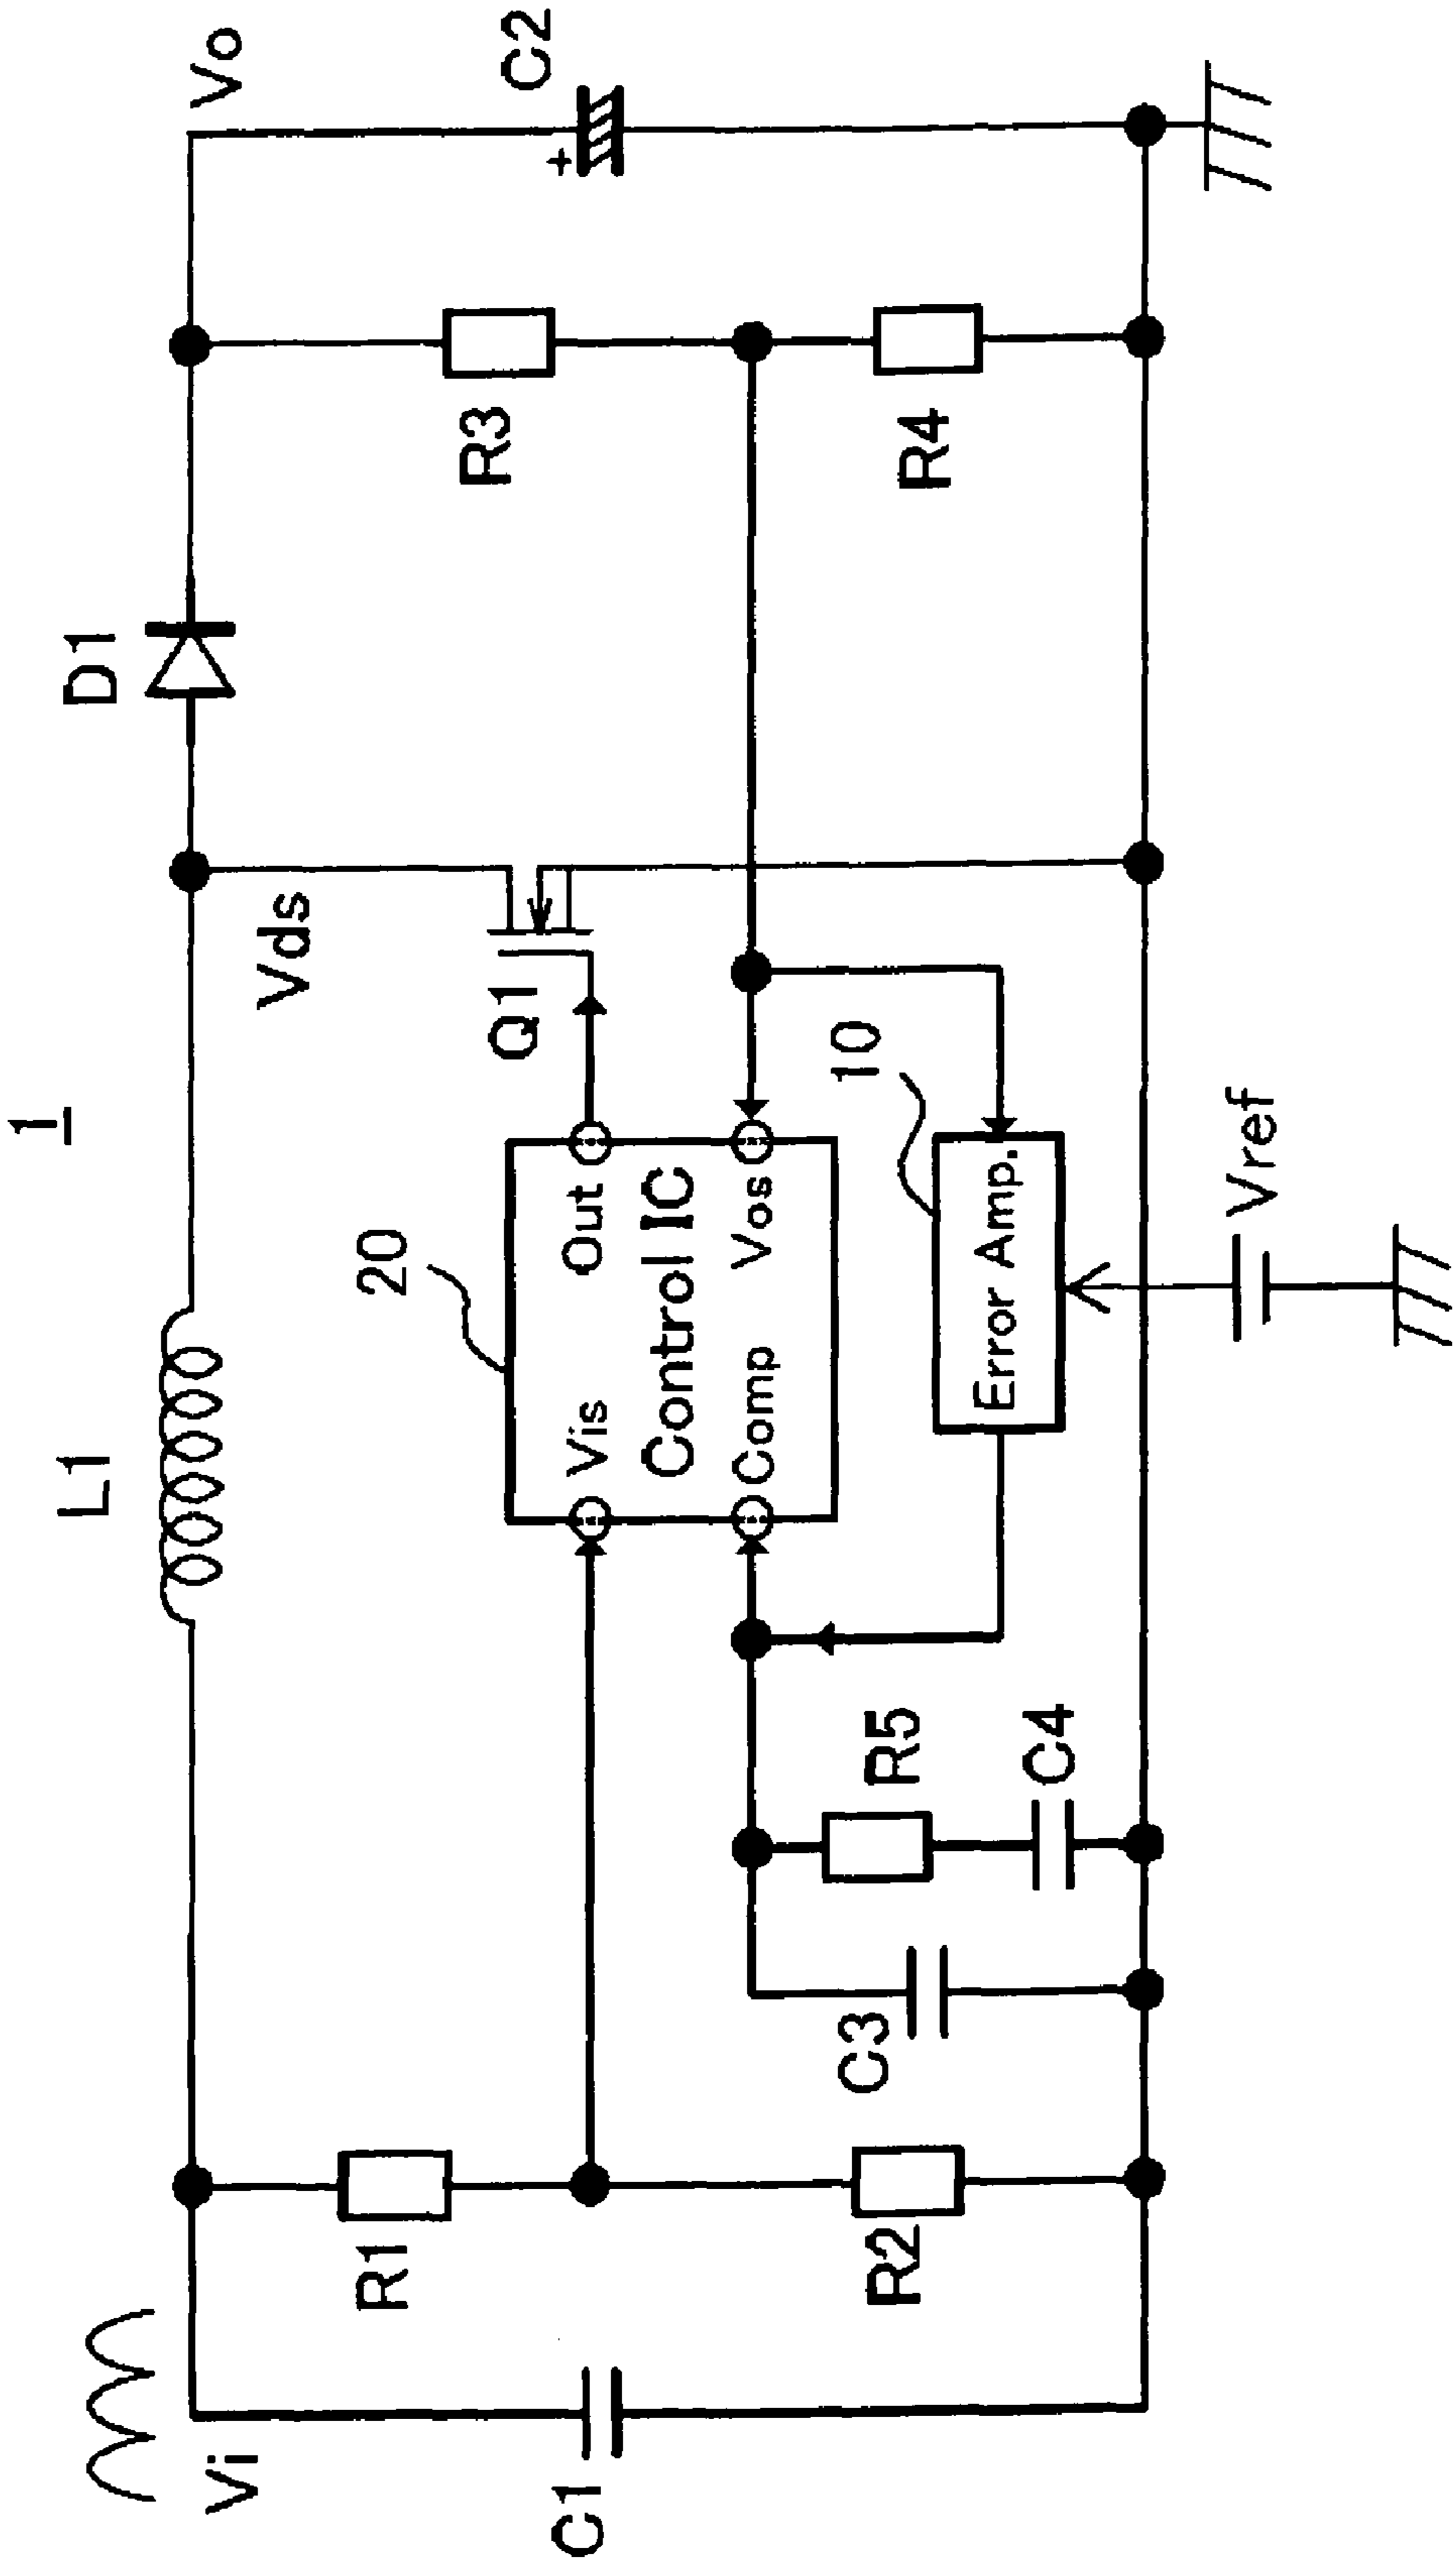 1
L1
D1
Vi
Vo
Vds
R1
20
Q1
C2
C1
Vis
Out
Control IC
Comp
Vos
R3
R2
C3
R5
C4
10
R4
Error Amp.
Vref
+